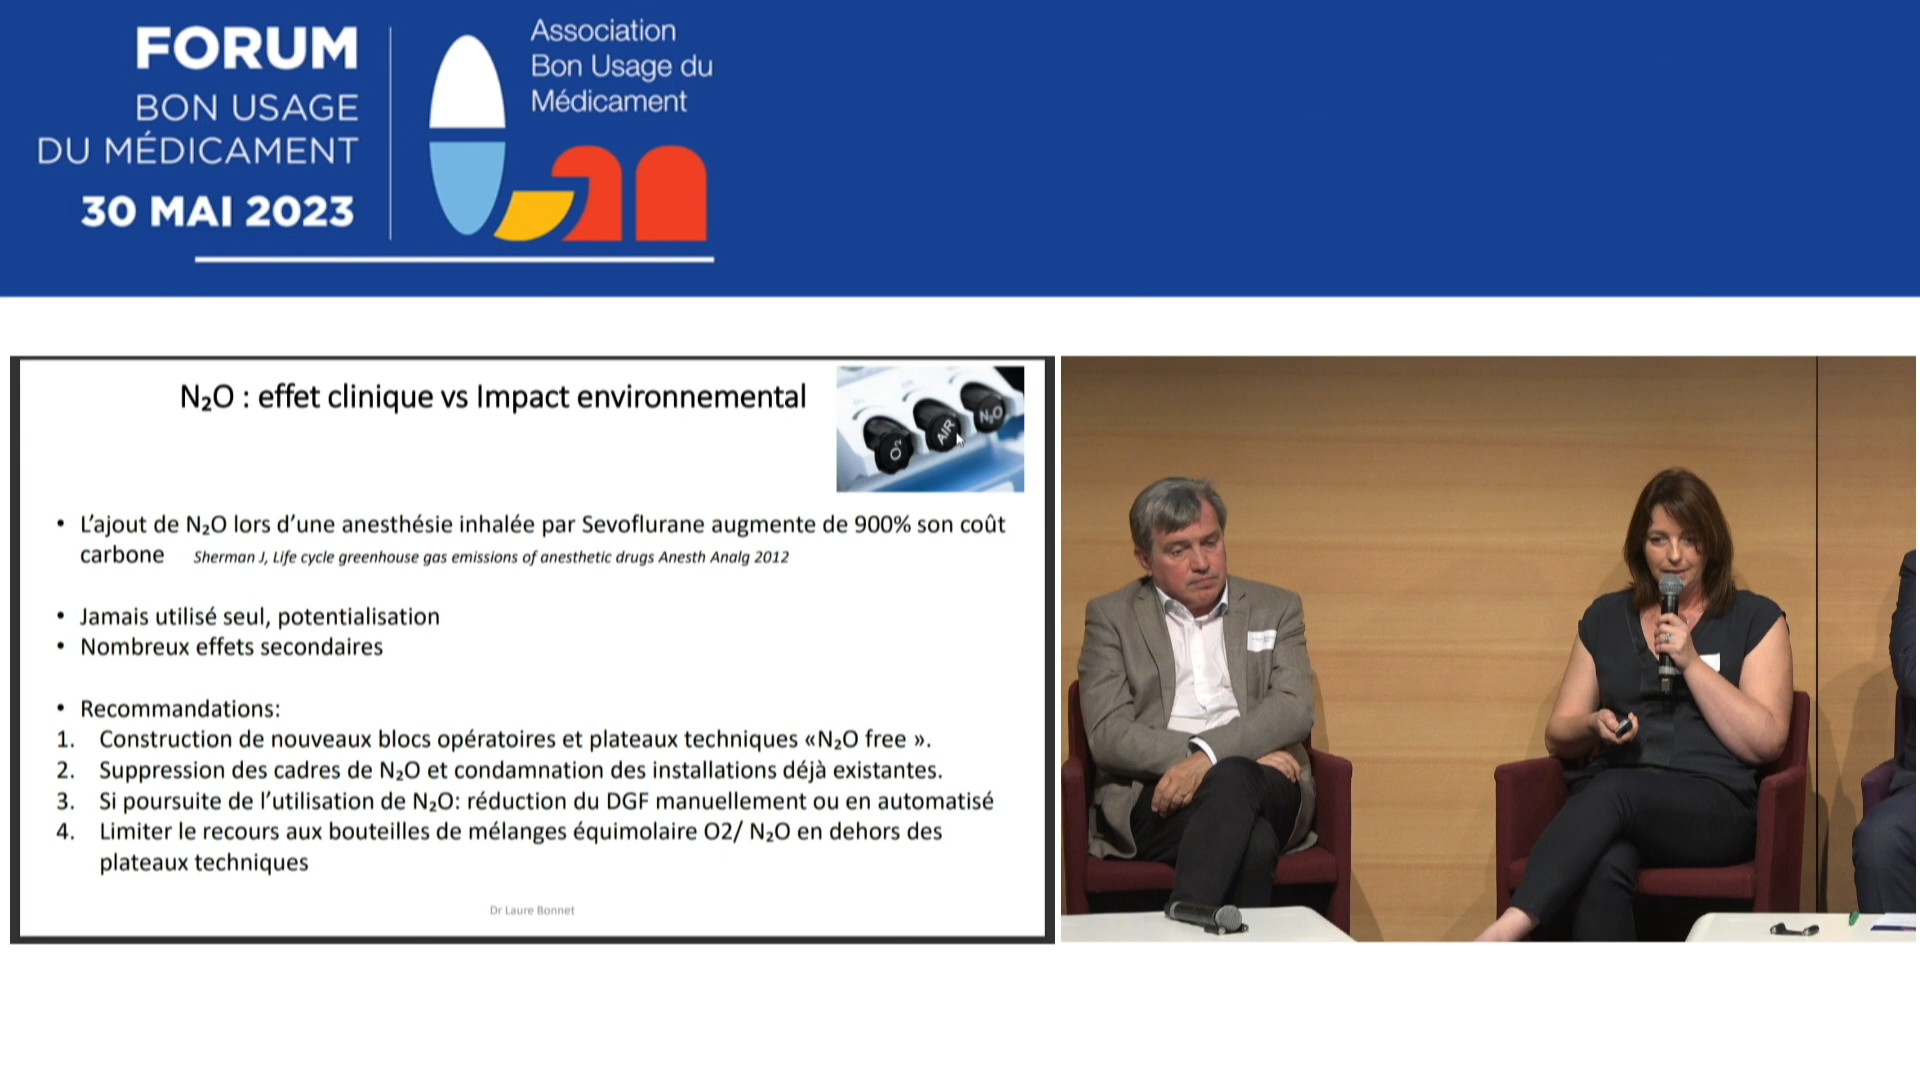 FORUM
BON USAGE
DU MÉDICAMENT
30 MAI 2023
Association
Bon Usage du
Médicament
N₂O : effet clinique vs Impact environnemental
O₂
AIR
N₂O
• L’ajout de N₂O lors d’une anesthésie inhalée par Sevoflurane augmente de 900% son coût
carbone Sherman J, Life cycle greenhouse gas emissions of anesthetic drugs Anesth Analg 2012
• Jamais utilisé seul, potentialisation
• Nombreux effets secondaires
• Recommandations:
1. Construction de nouveaux blocs opératoires et plateaux techniques «N₂O free ».
2. Suppression des cadres de N₂O et condamnation des installations déjà existantes.
3. Si poursuite de l’utilisation de N₂O: réduction du DGF manuellement ou en automatisé
4. Limiter le recours aux bouteilles de mélanges équimolaire O2/ N₂O en dehors des
plateaux techniques
Dr Laure Bonnet